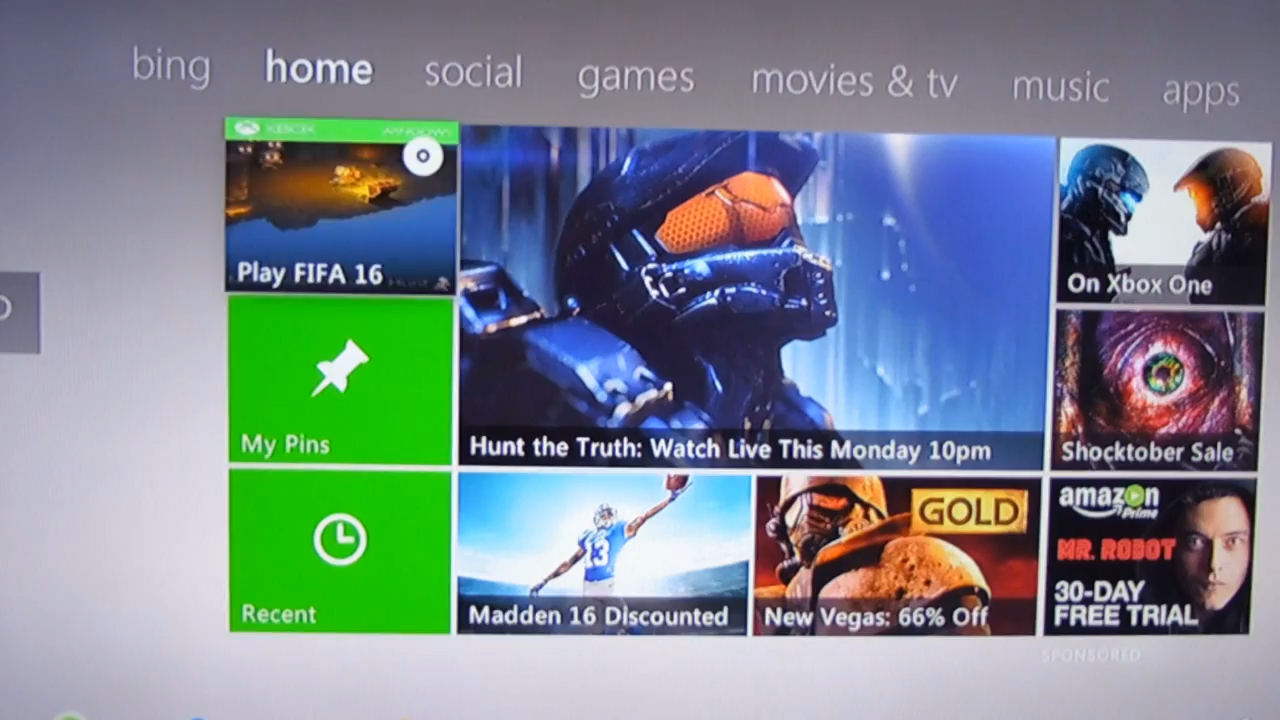 bing home social games movies & tv music apps
XBOX
Play FIFA 16
My Pins
Recent
Hunt the Truth: Watch Live This Monday 10pm
13
Madden 16 Discounted
GOLD
New Vegas: 66% Off
On Xbox One
Shocktober Sale
amazon
Prime
MR. ROBOT
30-DAY
FREE TRIAL
SPONSORED